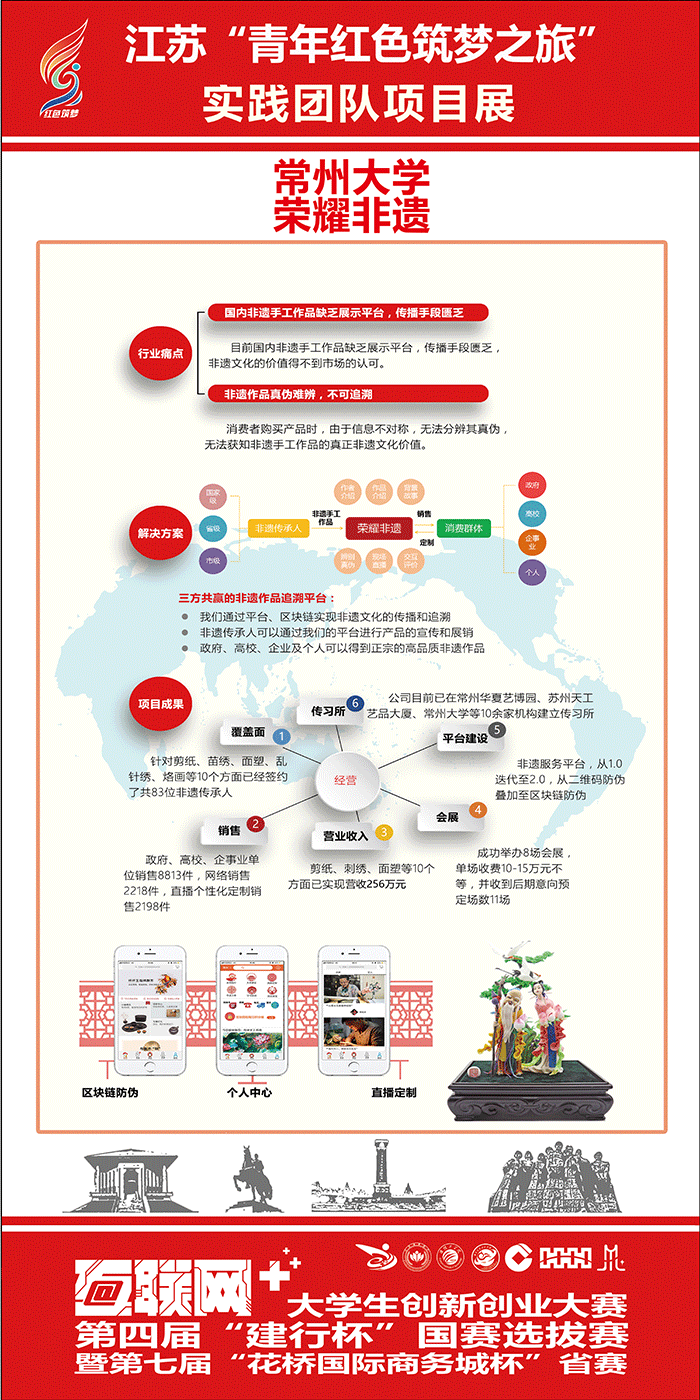 江苏“青年红色筑梦之旅”
红色筑梦
实践团队项目展
常州大学
荣耀非遗
国内非遗手工作品缺乏展示平台，传播手段匮乏
行业痛点
目前国内非遗手工作品缺乏展示平台，传播手段匮乏，
非遗文化的价值得不到市场的认可。
非遗作品真伪难辨，不可追溯
消费者购买产品时，由于信息不对称，无法分辨其真伪，
无法获知非遗手工作品的真正非遗文化价值。
解决方案
国家级
省级
市级
非遗传承人
非遗手工作品
作者介绍
作品介绍
背景故事
荣耀非遗
溯创真伪
现场直播
交互评价
销售
定制
消费群体
政府
高校
企事业
个人
三方共赢的非遗作品追溯平台：
我们通过平台、区块链实现非遗文化的传播和追溯
非遗传承人可以通过我们的平台进行产品的宣传和展销
政府、高校、企业及个人可以得到正宗的高品质非遗作品
项目成果
传习所 6
公司目前已在常州华夏艺博园、苏州天工
艺品大厦、常州大学等10余家机构建立传习所
覆盖面 1
针对剪纸、苗绣、面塑、乱
针绣、烙画等10个方面已经签约
了共83位非遗传承人
平台建设 5
非遗服务平台，从1.0
迭代至2.0，从二维码防伪
叠加至区块链防伪
经营
销售 2
政府、高校、企事业单
位销售8813件，网络销售
2218件，直播个性化定制销
售2198件
营业收入 3
剪纸、刺绣、面塑等10个
方面已实现营收256万元
会展 4
成功举办8场会展，
单场收费10-15万元不
等，并收到后期意向预
定场数11场
区块链防伪
个人中心
直播定制
互联网++
大学生创新创业大赛
第四届“建行杯”国赛选拔赛
暨第七届“花桥国际商务城杯”省赛